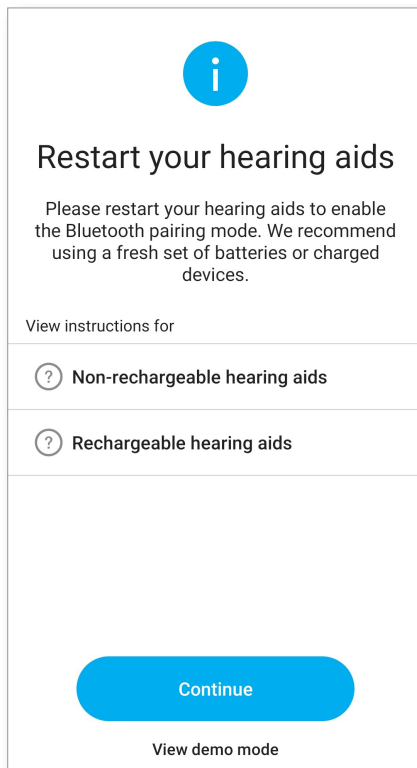 i
Restart your hearing aids
Please restart your hearing aids to enable
the Bluetooth pairing mode. We recommend
using a fresh set of batteries or charged
devices.
View instructions for
? Non-rechargeable hearing aids
? Rechargeable hearing aids
Continue
View demo mode